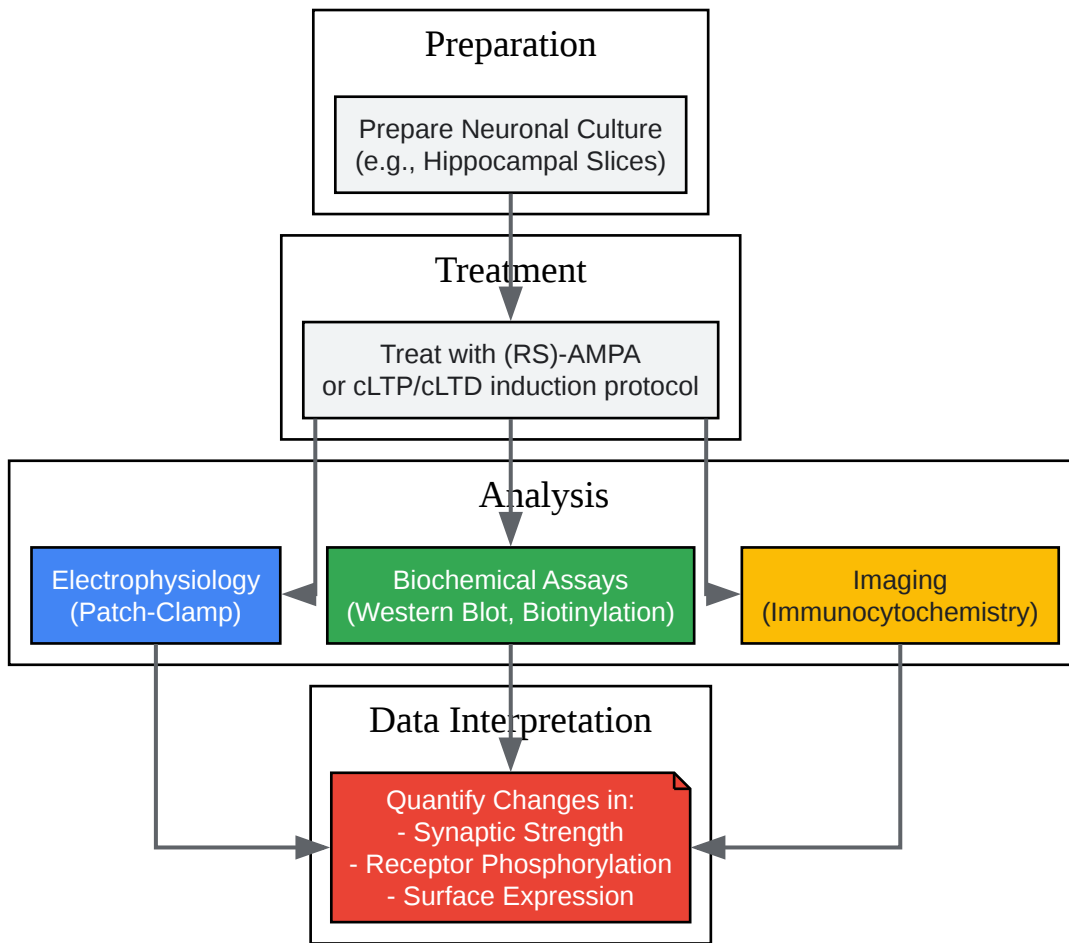 Preparation
Prepare Neuronal Culture
(e.g., Hippocampal Slices)
Treatment
Treat with (RS)-AMPA
or cLTP/cLTD induction protocol
Analysis
Electrophysiology
(Patch-Clamp)
Biochemical Assays
(Western Blot, Biotinylation)
Imaging
(Immunocytochemistry)
Data Interpretation
Quantify Changes in:
- Synaptic Strength
- Receptor Phosphorylation
- Surface Expression